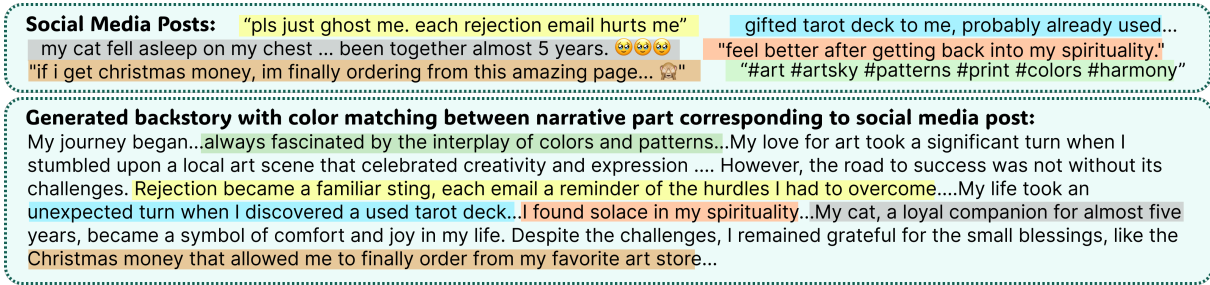 Social Media Posts: “pls just ghost me. each rejection email hurts me” gifted tarot deck to me, probably already used...
my cat fell asleep on my chest ... been together almost 5 years. 🥹🥹🥹 "feel better after getting back into my spirituality."
"if i get christmas money, im finally ordering from this amazing page... 🙈" “#art #artsky #patterns #print #colors #harmony”
Generated backstory with color matching between narrative part corresponding to social media post:
My journey began...always fascinated by the interplay of colors and patterns...My love for art took a significant turn when I
stumbled upon a local art scene that celebrated creativity and expression .... However, the road to success was not without its
challenges. Rejection became a familiar sting, each email a reminder of the hurdles I had to overcome....My life took an
unexpected turn when I discovered a used tarot deck...I found solace in my spirituality...My cat, a loyal companion for almost five
years, became a symbol of comfort and joy in my life. Despite the challenges, I remained grateful for the small blessings, like the
Christmas money that allowed me to finally order from my favorite art store...